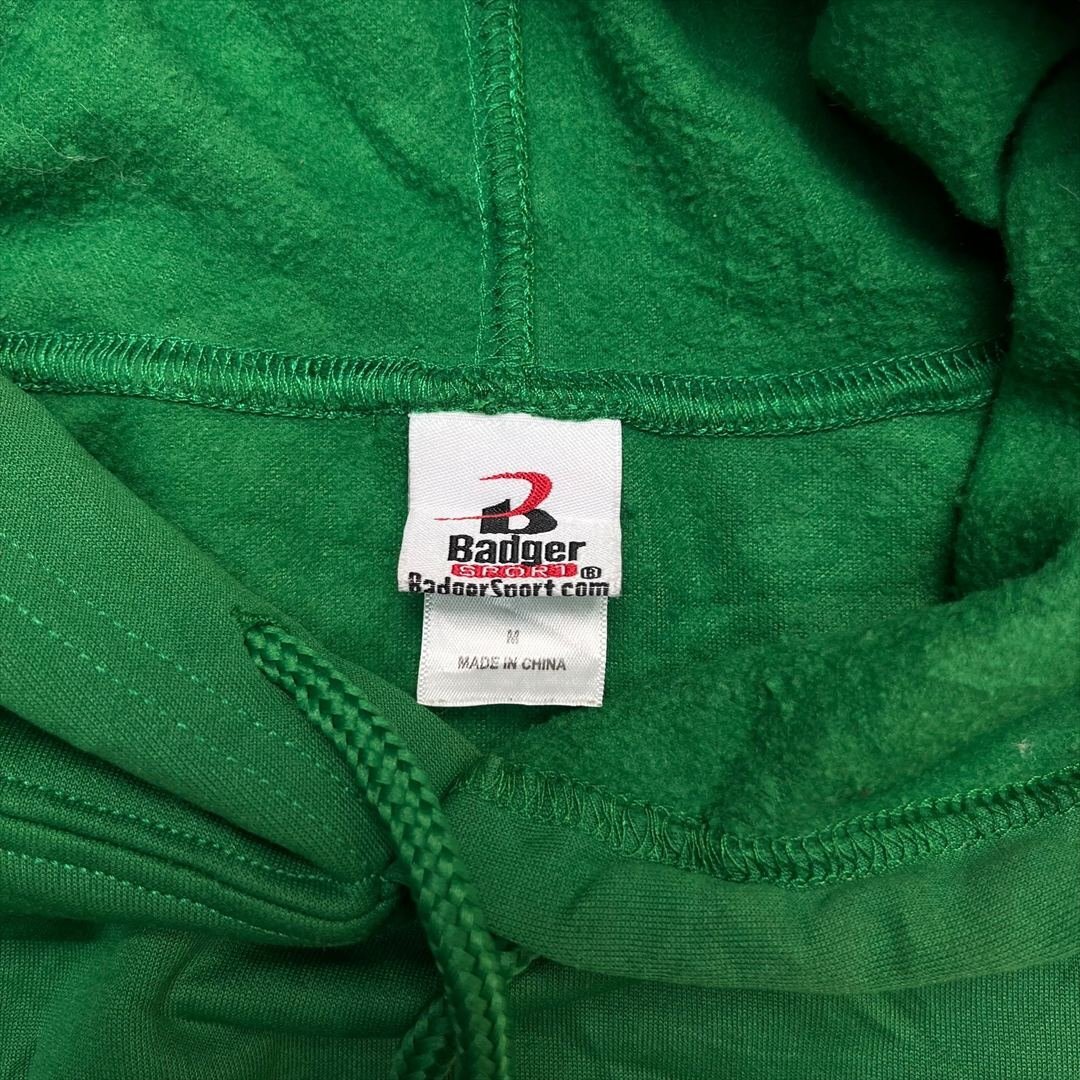 B
Badger
SPORT ®
BadgerSport.com
M
MADE IN CHINA